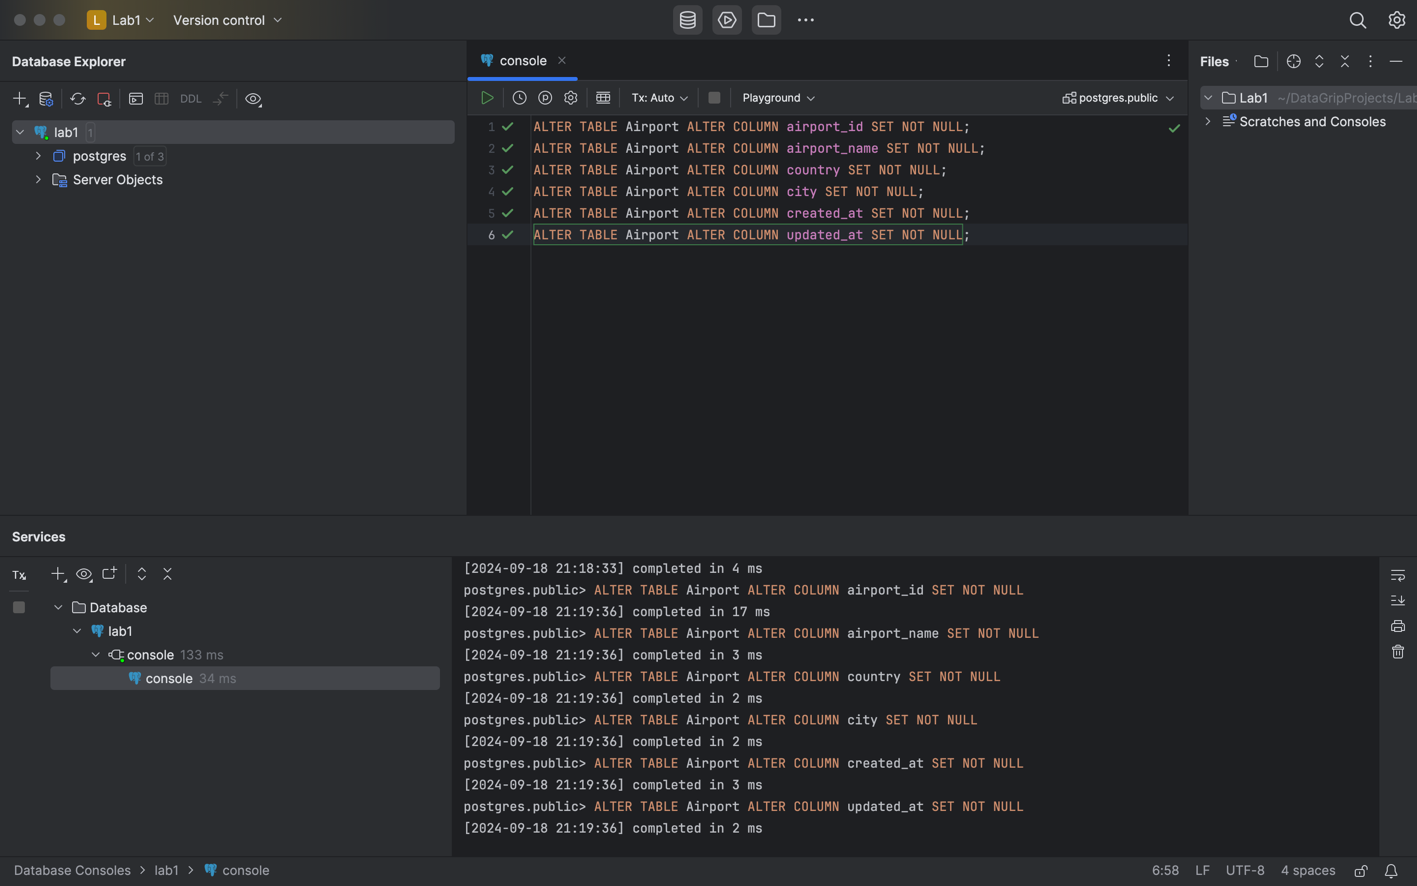 L Lab1 Version control
Database Explorer
DDL
lab1 1
postgres 1 of 3
Server Objects
console
Tx: Auto Playground postgres.public
1 ALTER TABLE Airport ALTER COLUMN airport_id SET NOT NULL;
2 ALTER TABLE Airport ALTER COLUMN airport_name SET NOT NULL;
3 ALTER TABLE Airport ALTER COLUMN country SET NOT NULL;
4 ALTER TABLE Airport ALTER COLUMN city SET NOT NULL;
5 ALTER TABLE Airport ALTER COLUMN created_at SET NOT NULL;
6 ALTER TABLE Airport ALTER COLUMN updated_at SET NOT NULL;
Files
Lab1 ~/DataGripProjects/Lab
Scratches and Consoles
Services
Tx
Database
lab1
console 133 ms
console 34 ms
[2024-09-18 21:18:33] completed in 4 ms
postgres.public> ALTER TABLE Airport ALTER COLUMN airport_id SET NOT NULL
[2024-09-18 21:19:36] completed in 17 ms
postgres.public> ALTER TABLE Airport ALTER COLUMN airport_name SET NOT NULL
[2024-09-18 21:19:36] completed in 3 ms
postgres.public> ALTER TABLE Airport ALTER COLUMN country SET NOT NULL
[2024-09-18 21:19:36] completed in 2 ms
postgres.public> ALTER TABLE Airport ALTER COLUMN city SET NOT NULL
[2024-09-18 21:19:36] completed in 2 ms
postgres.public> ALTER TABLE Airport ALTER COLUMN created_at SET NOT NULL
[2024-09-18 21:19:36] completed in 3 ms
postgres.public> ALTER TABLE Airport ALTER COLUMN updated_at SET NOT NULL
[2024-09-18 21:19:36] completed in 2 ms
Database Consoles > lab1 > console
6:58 LF UTF-8 4 spaces